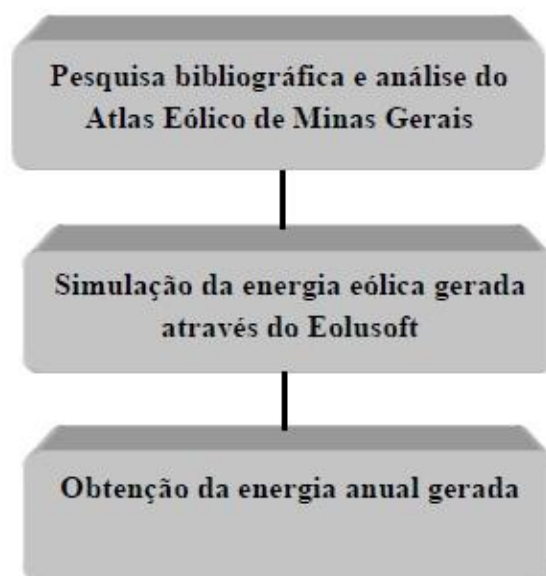 Pesquisa bibliográfica e análise do
Atlas Eólico de Minas Gerais
Simulação da energia eólica gerada
através do Eolusoft
Obtenção da energia anual gerada